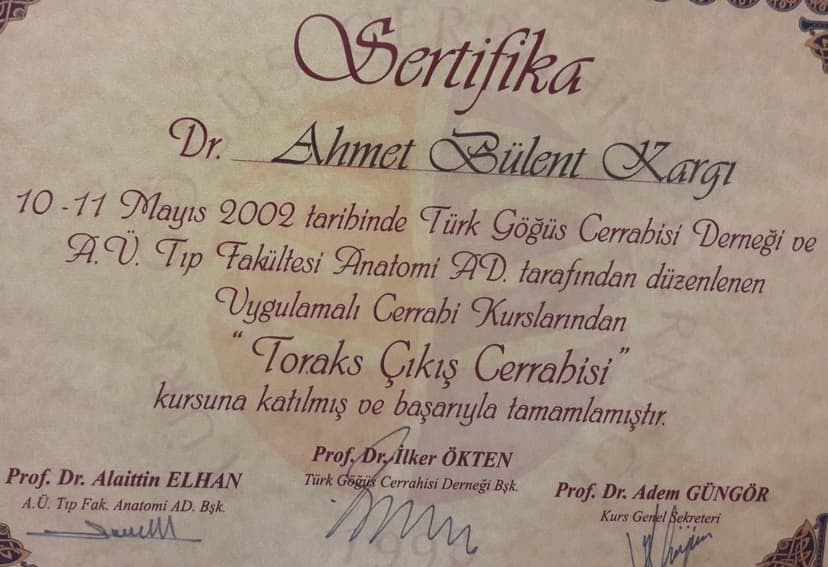 Sertifika
Dr. Ahmet Bülent Kargı
10 -11 Mayıs 2002 tarihinde Türk Göğüs Cerrahisi Derneği ve
A.Ü. Tıp Fakültesi Anatomi AD. tarafından düzenlenen
Uygulamalı Cerrahi Kurslarından
"Toraks Çıkış Cerrahisi"
kursuna katılmış ve başarıyla tamamlamıştır.
Prof. Dr. İlker ÖKTEN
Türk Göğüs Cerrahisi Derneği Bşk.
Prof. Dr. Alaittin ELHAN
A.Ü. Tıp Fak. Anatomi AD. Bşk.
Prof. Dr. Adem GÜNGÖR
Kurs Genel Sekreteri